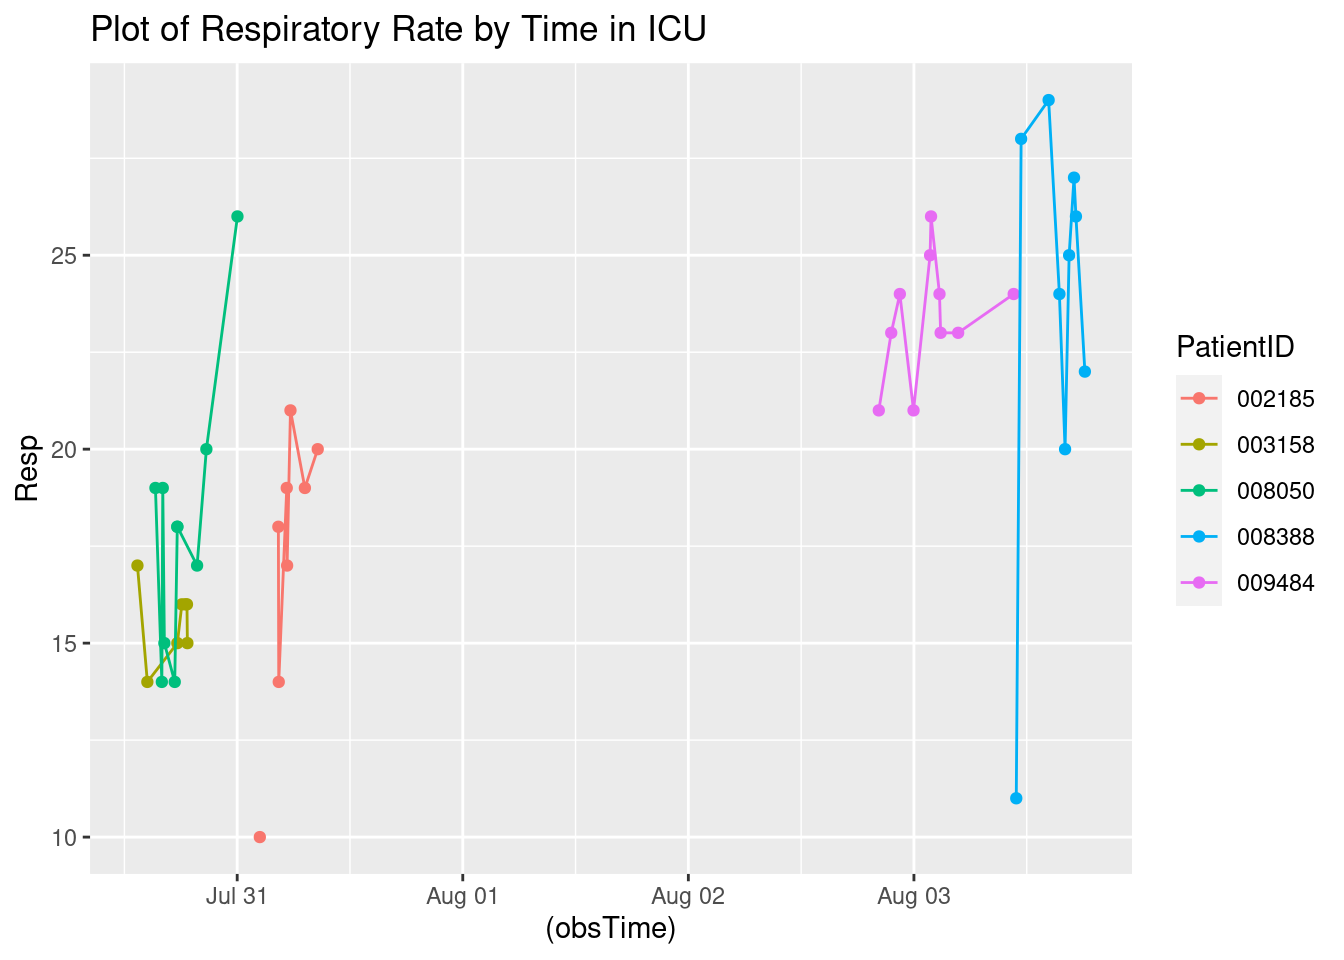 Plot of Respiratory Rate by Time in ICU
Resp
25
20
15
10
Jul 31
Aug 01
Aug 02
Aug 03
(obsTime)
PatientID
002185
003158
008050
008388
009484